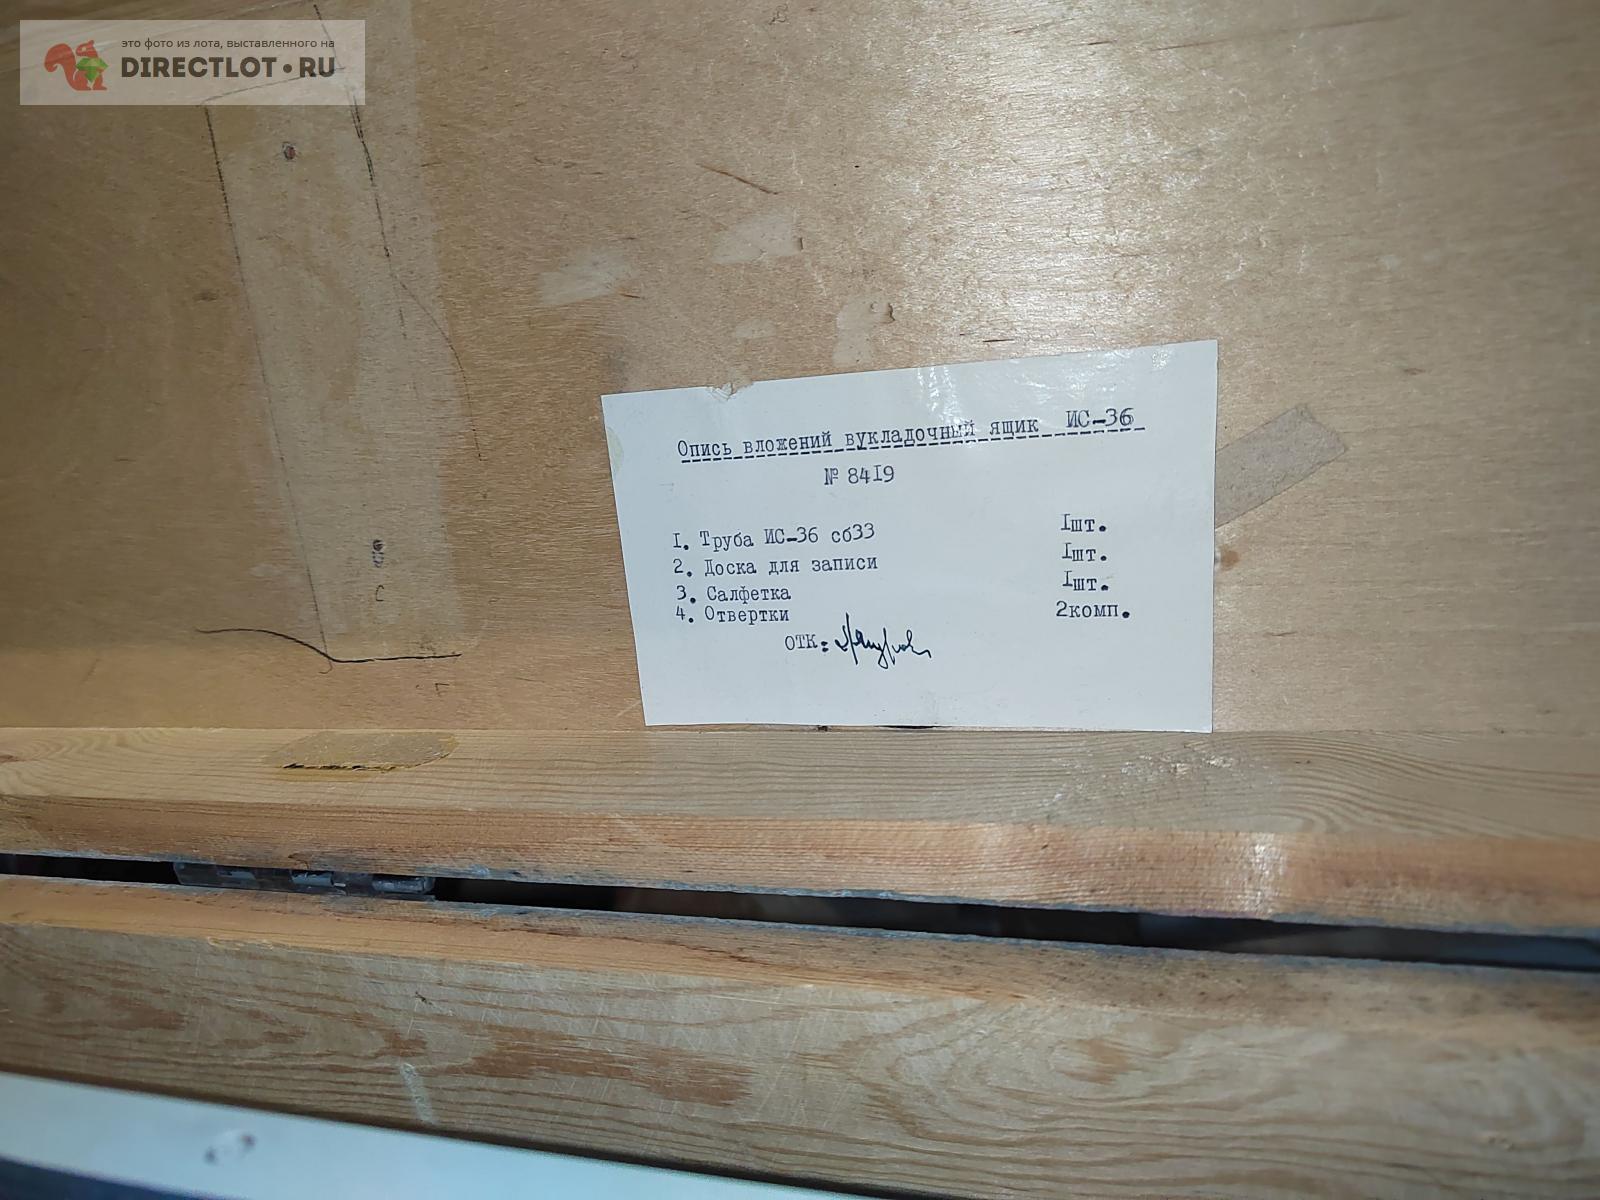 это фото из лота, выставленного на
DIRECTLOT.RU
Опись вложений вукладочный ящик ИС-36
№ 84I9
I. Труба ИС-36 сб33 Iшт.
2. Доска для записи Iшт.
3. Салфетка Iшт.
4. Отвертки 2комп.
ОТК:
С